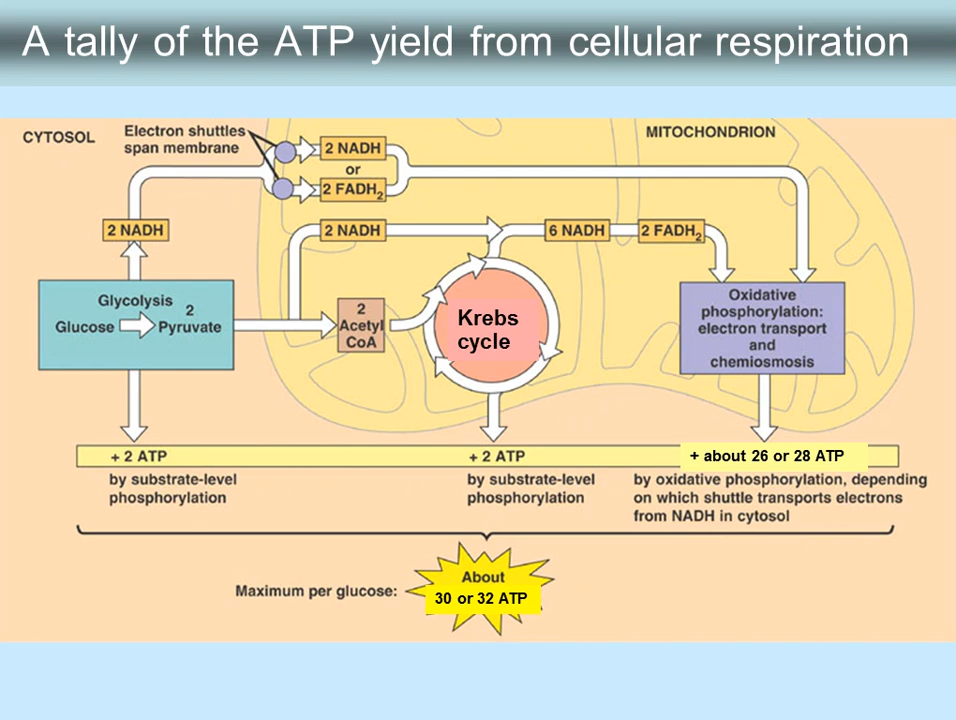 A tally of the ATP yield from cellular respiration
CYTOSOL
Electron shuttles
span membrane
MITOCHONDRION
2 NADH
or
2 FADH₂
2 NADH
2 NADH
6 NADH
2 FADH₂
Glycolysis
2
Glucose
Pyruvate
2
Acetyl
CoA
Krebs
cycle
Oxidative
phosphorylation:
electron transport
and
chemiosmosis
+ 2 ATP
+ 2 ATP
+ about 26 or 28 ATP
by substrate-level
phosphorylation
by substrate-level
phosphorylation
by oxidative phosphorylation, depending
on which shuttle transports electrons
from NADH in cytosol
Maximum per glucose:
About
30 or 32 ATP